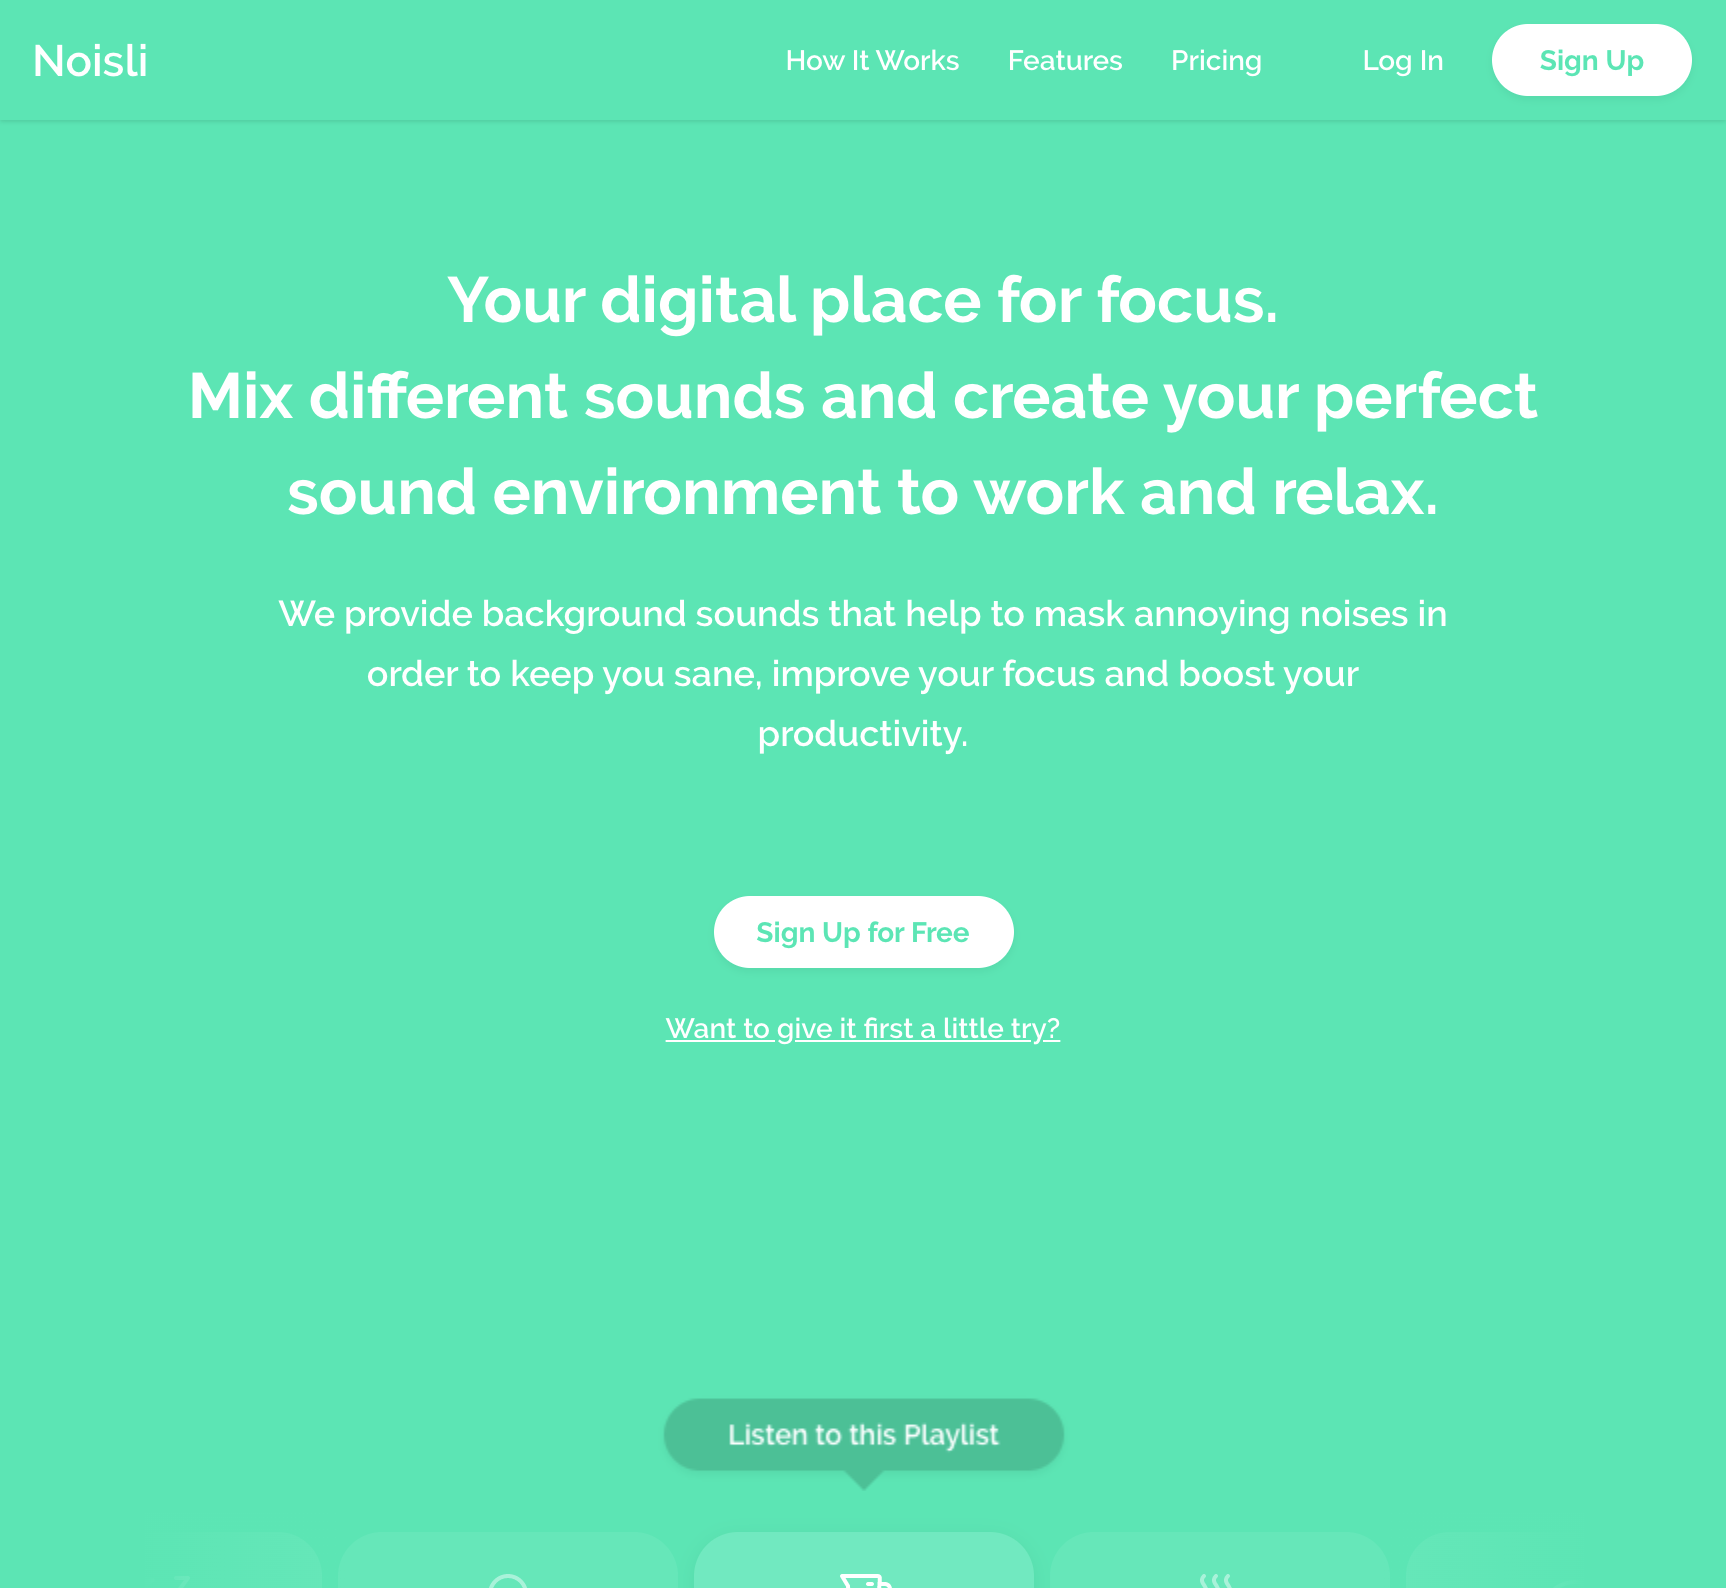 Noisli
How It Works
Features
Pricing
Log In
Sign Up
Your digital place for focus.
Mix different sounds and create your perfect
sound environment to work and relax.
We provide background sounds that help to mask annoying noises in
order to keep you sane, improve your focus and boost your
productivity.
Sign Up for Free
Want to give it first a little try?
Listen to this Playlist